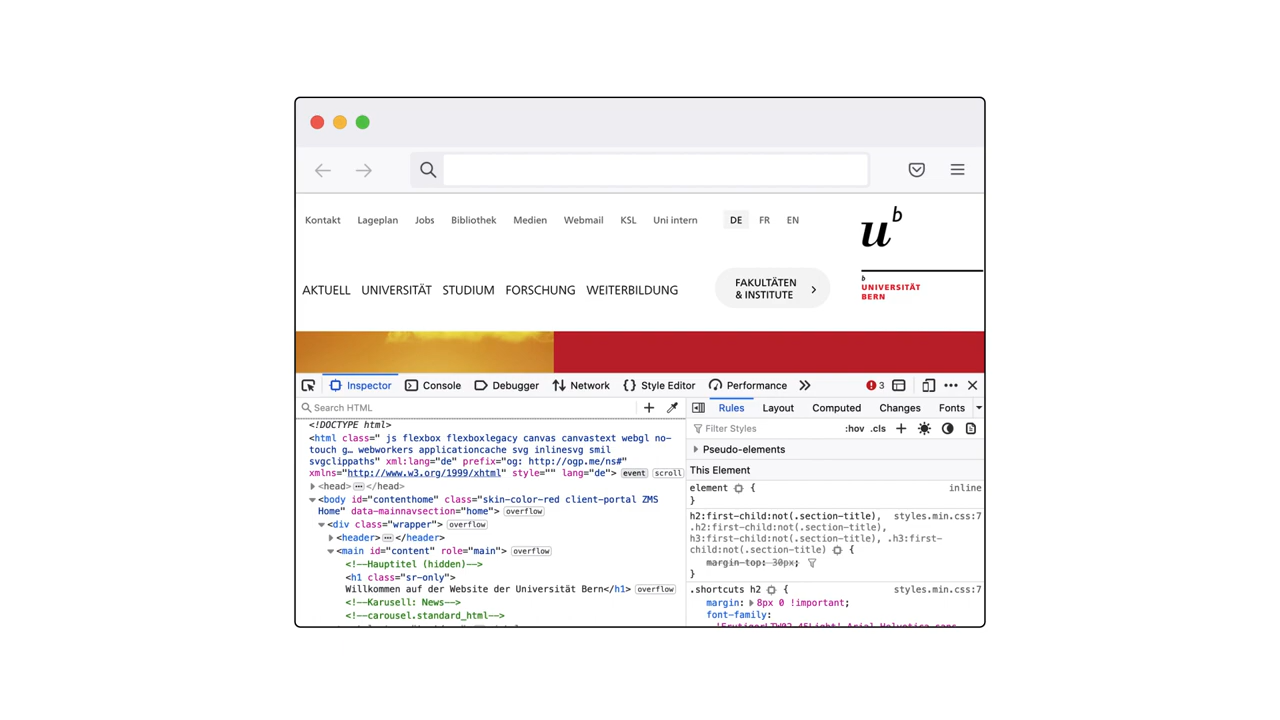 Kontakt Lageplan Jobs Bibliothek Medien Webmail KSL Uni intern DE FR EN
u b
AKTUELL UNIVERSITÄT STUDIUM FORSCHUNG WEITERBILDUNG
FAKULTÄTEN
& INSTITUTE
b
UNIVERSITÄT
BERN
Inspector Console Debugger Network Style Editor Performance 3
Search HTML
<!DOCTYPE html>
<html class=" js flexbox flexboxlegacy canvas canvastext webgl no-
touch g… webworkers applicationcache svg inlinesvg smil
svgclippaths" xml:lang="de" prefix="og: http://ogp.me/ns#"
xmlns="http://www.w3.org/1999/xhtml" style="" lang="de"> event scroll
<head> ••• </head>
<body id="contenthome" class="skin-color-red client-portal ZMS
Home" data-mainnavsection="home"> overflow
<div class="wrapper"> overflow
<header> ••• </header>
<main id="content" role="main"> overflow
<!--Hauptitel (hidden)-->
<h1 class="sr-only">
Willkommen auf der Website der Universität Bern</h1> overflow
<!--Karusell: News-->
<!--carousel.standard_html-->
Rules Layout Computed Changes Fonts
Filter Styles :hov .cls +
Pseudo-elements
This Element
element { inline
}
h2:first-child:not(.section-title), styles.min.css:7
.h2:first-child:not(.section-title),
h3:first-child:not(.section-title), .h3:first-
child:not(.section-title) {
margin-top: 30px;
}
.shortcuts h2 { styles.min.css:7
margin: 8px 0 !important;
font-family: